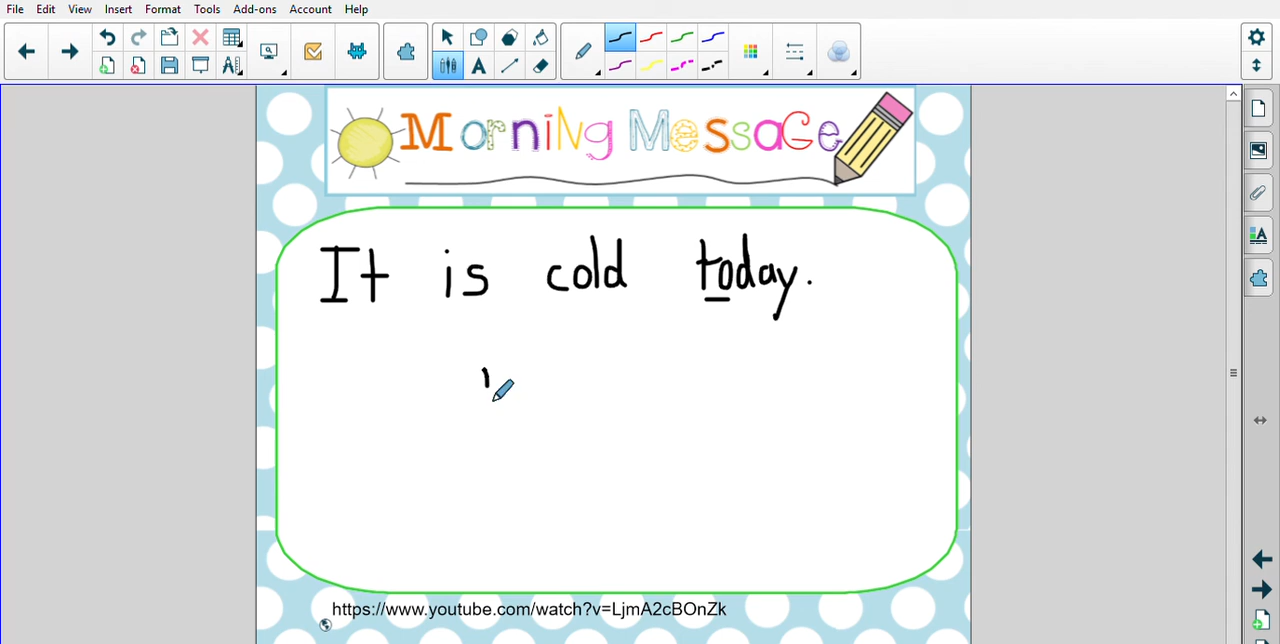 File Edit View Insert Format Tools Add-ons Account Help
Morning Message
It is cold today.
https://www.youtube.com/watch?v=LjmA2cBOnZk